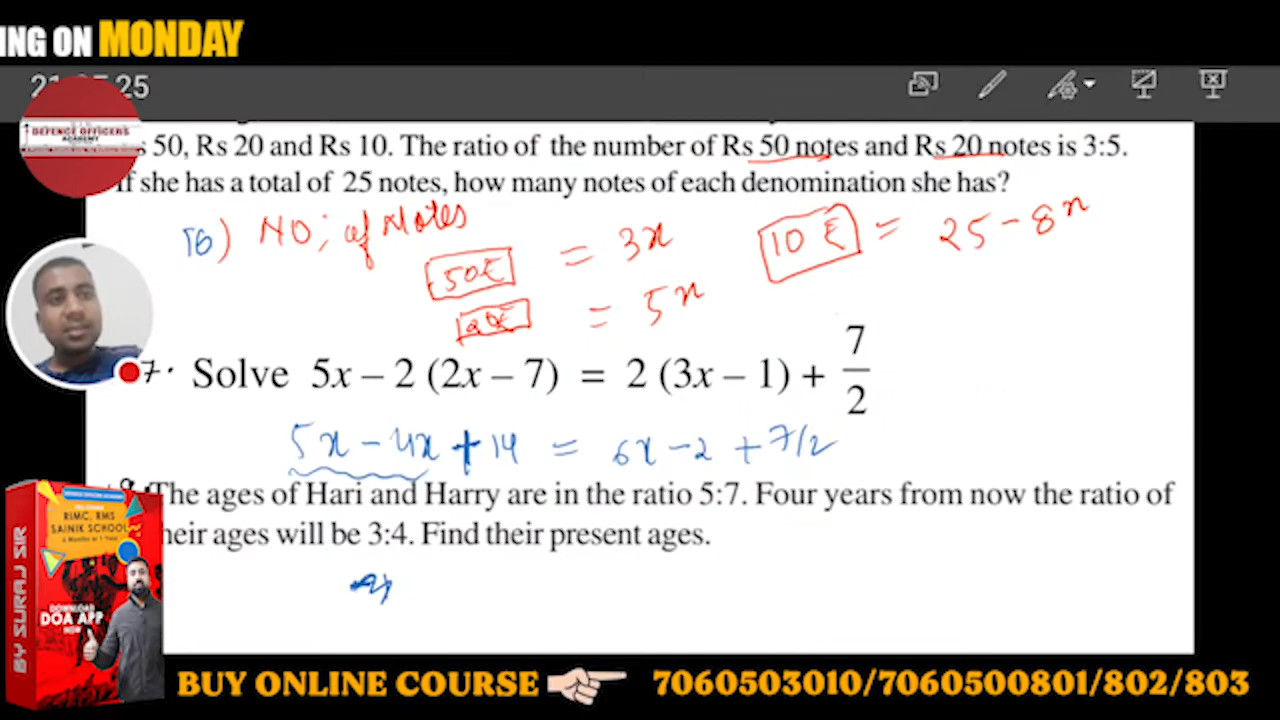 ING ON MONDAY
25
DEFENCE OFFICERS
ACADEMY
50, Rs 20 and Rs 10. The ratio of the number of Rs 50 notes and Rs 20 notes is 3:5.
If she has a total of 25 notes, how many notes of each denomination she has?
16) NO; of Notes
50₹ = 3x
10 ₹ = 25 - 8x
= 5x
7. Solve 5x – 2 (2x – 7) = 2 (3x – 1) + 7/2
5x - 4x + 14 = 6x - 2 + 7/2
The ages of Hari and Harry are in the ratio 5:7. Four years from now the ratio of
heir ages will be 3:4. Find their present ages.
DEFENCE OFFICERS ACADEMY
RIMC, RMS
SAINIK SCHOOL
BY SURAJ SIR
DOWNLOAD
DOA APP
NOW
BUY ONLINE COURSE 7060503010/7060500801/802/803